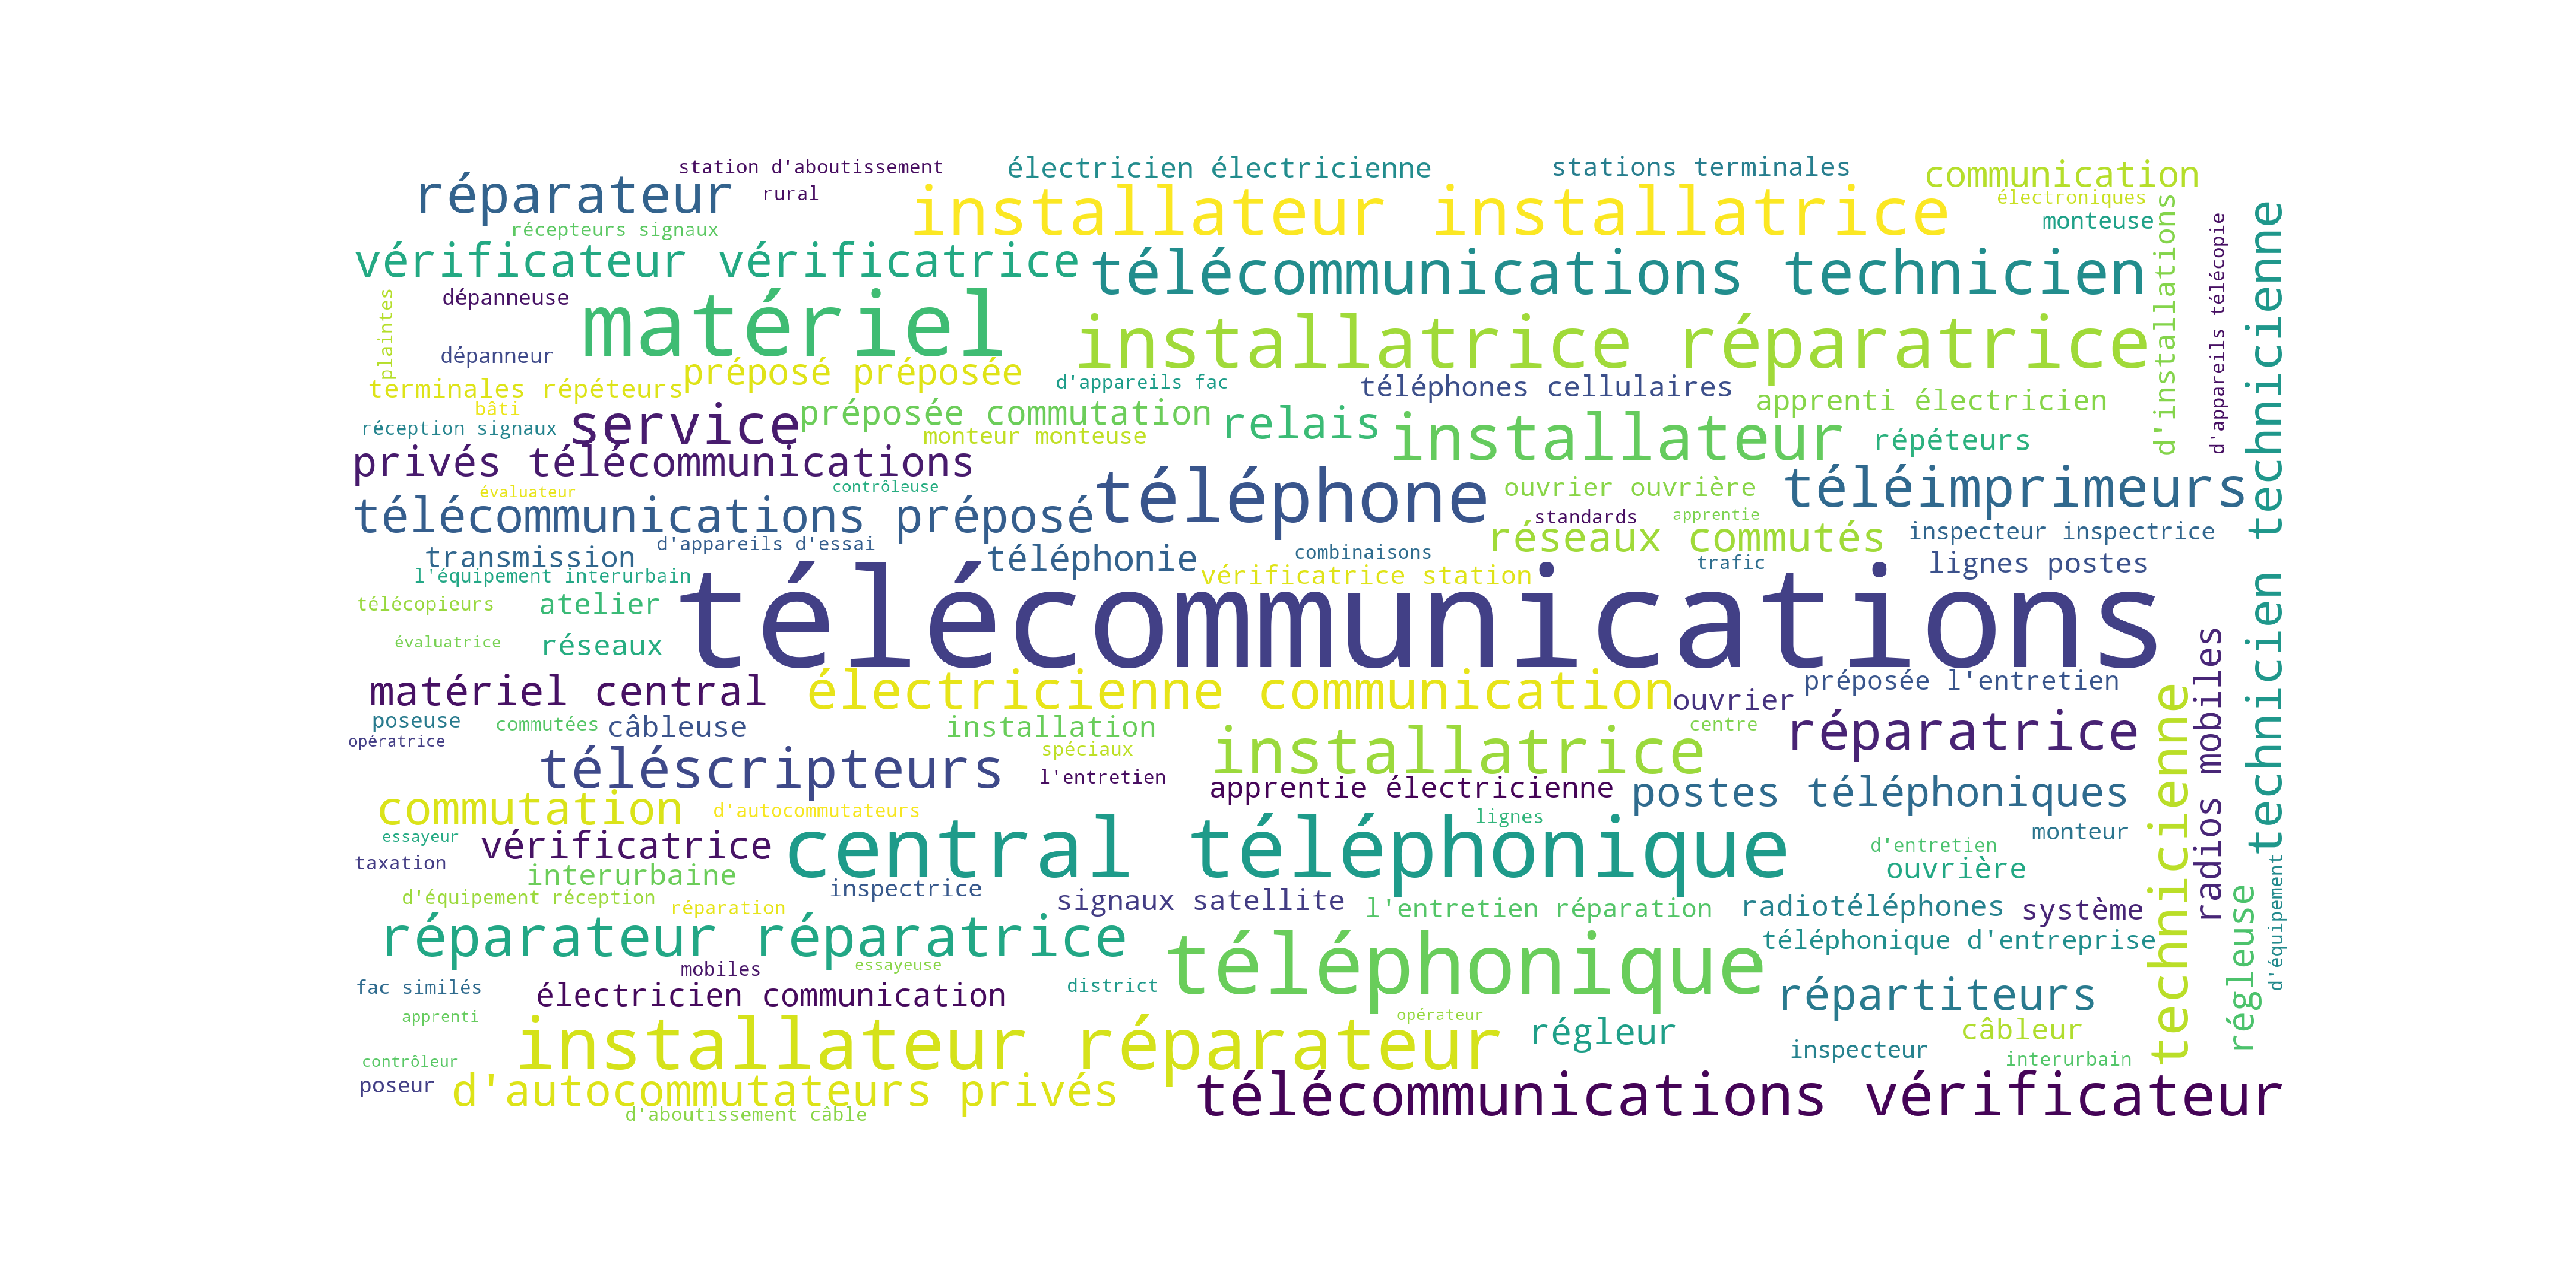 station d'aboutissement
électricien électricienne
stations terminales
communication
réparateur
rural
installateur installatrice
électroniques
monteuse
récepteurs signaux
vérificateur vérificatrice
télécommunications technicien
d'installations
d'appareils télécopie
technicien technicienne
plaintes
dépanneuse
matériel
installatrice réparatrice
dépanneur
préposé préposée
terminales répéteurs
d'appareils fac
téléphones cellulaires
apprenti électricien
bâti
service
préposée commutation
relais
installateur
réception signaux
monteur monteuse
répéteurs
privés télécommunications
évaluateur
contrôleuse
téléphone
ouvrier ouvrière
téléimprimeurs
télécommunications préposé
standards
apprentie
réseaux commutés
inspecteur inspectrice
transmission
d'appareils d'essai
téléphonie
combinaisons
trafic
lignes postes
l'équipement interurbain
vérificatrice station
télécopieurs
atelier
télécommunications
évaluatrice
réseaux
radios mobiles
matériel central
électricienne communication
ouvrier
préposée l'entretien
technicienne
poseuse
commutées
câbleuse
installation
centre
réparatrice
opératrice
spéciaux
installatrice
téléscripteurs
l'entretien
apprentie électricienne
postes téléphoniques
commutation
d'autocommutateurs
lignes
essayeur
vérificatrice
central téléphonique
monteur
d'entretien
taxation
interurbaine
inspectrice
ouvrière
d'équipement
d'équipement réception
réparation
signaux satellite
l'entretien réparation
radiotéléphones
système
régleuse
réparateur réparatrice
téléphonique
téléphonique d'entreprise
mobiles
essayeuse
fac similés
électricien communication
district
répartiteurs
apprenti
installateur réparateur
opérateur
régleur
câbleur
contrôleur
inspecteur
interurbain
poseur
d'autocommutateurs privés
télécommunications vérificateur
d'aboutissement câble